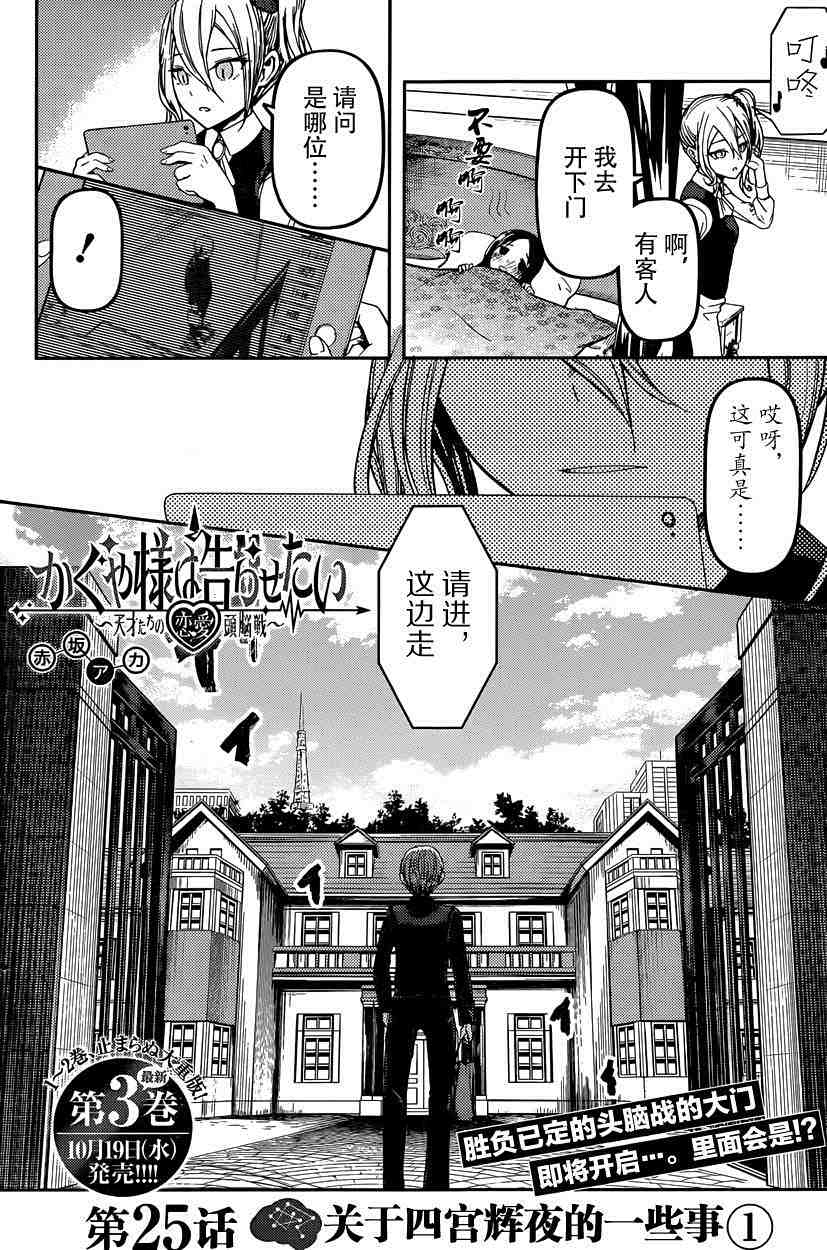 叮咚
啊，
有客人
我去
开下门
不要啊啊啊
请问
是哪位……
！
哎呀，
这可真是……
请进，
这边走
かぐや様は告らせたい
～天才たちの恋愛頭脳戦～
赤坂アカ
1～2巻、止まらぬ大重版!
最新
第3巻
10月19日(水)
発売!!!!
胜负已定的头脑战的大门
即将开启…。里面会是!?
第25话 关于四宫辉夜的一些事①